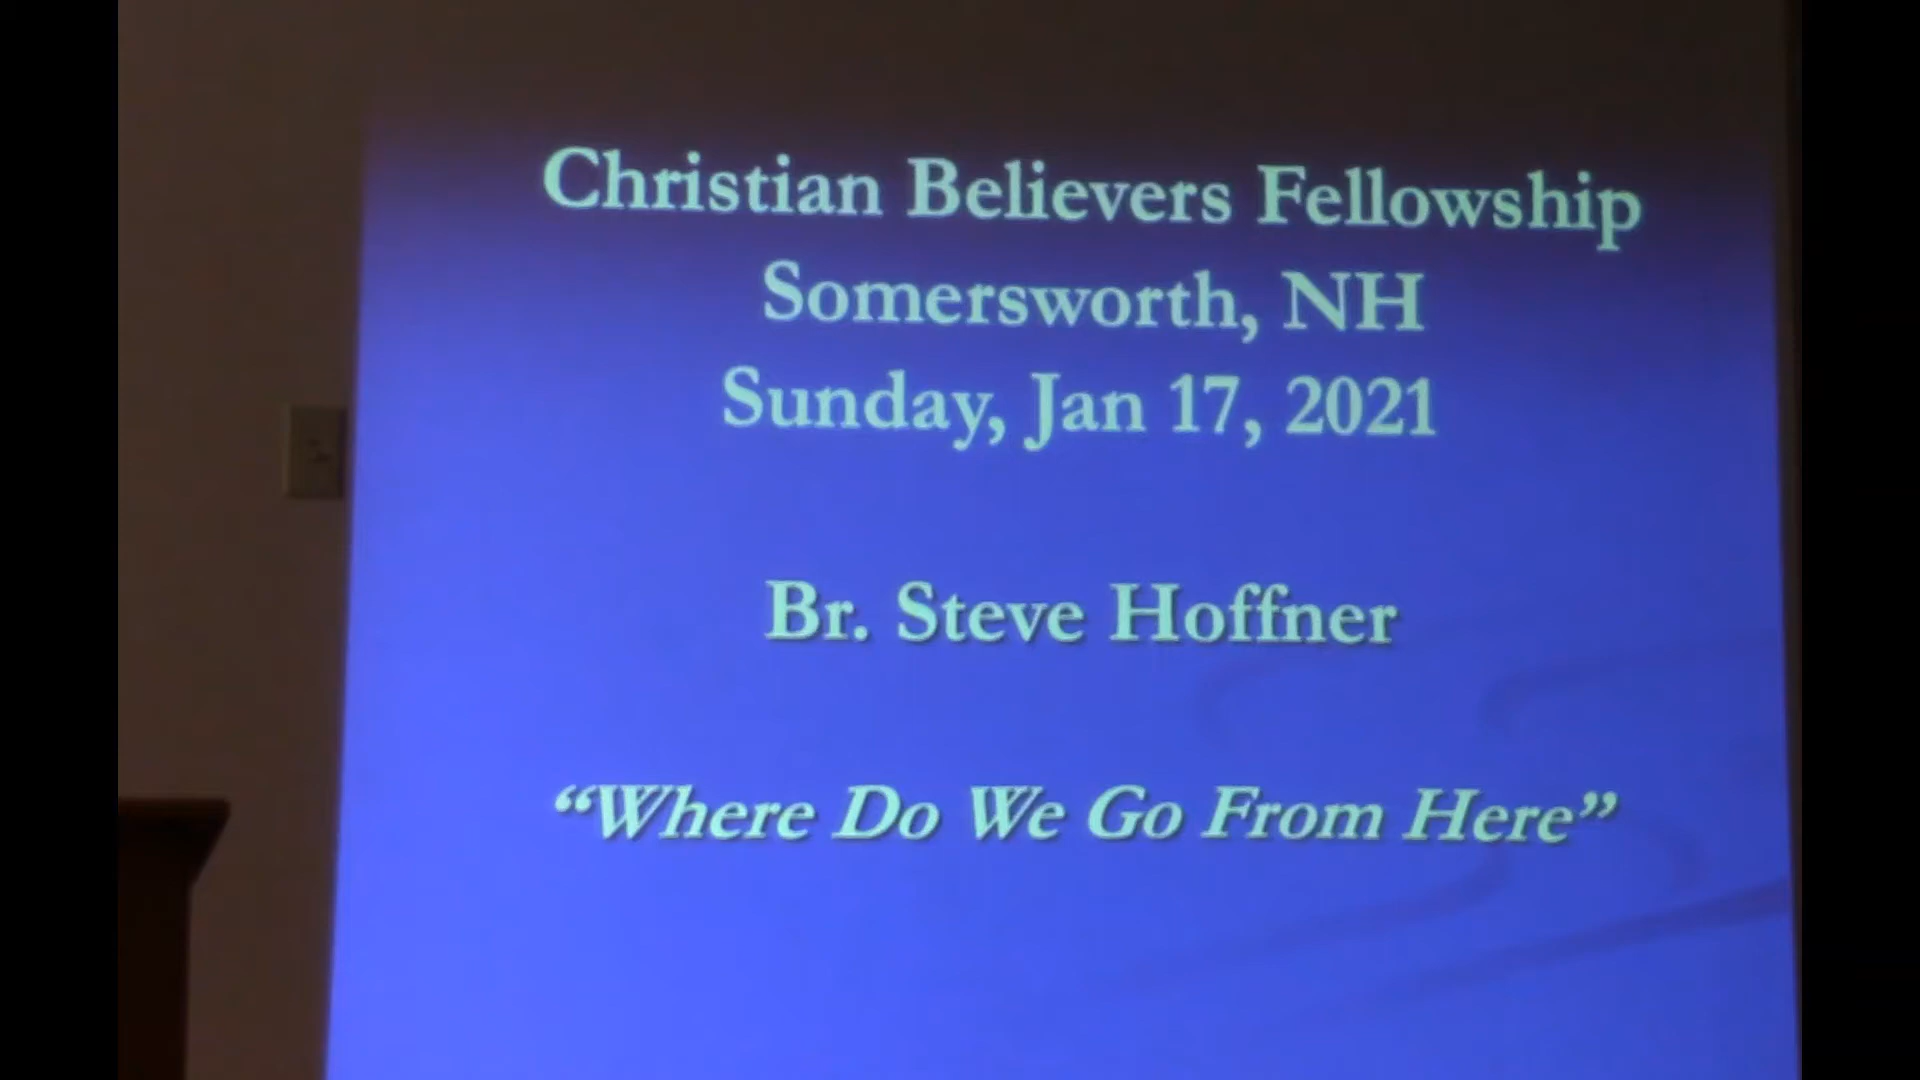 Christian Believers Fellowship
Somersworth, NH
Sunday, Jan 17, 2021
Br. Steve Hoffner
“Where Do We Go From Here”